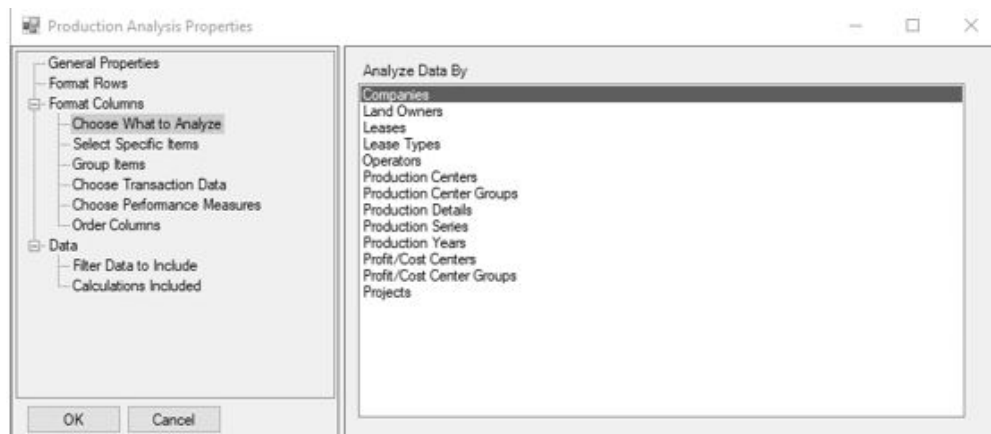 Production Analysis Properties
General Properties
Format Rows
Format Columns
Choose What to Analyze
Select Specific Items
Group Items
Choose Transaction Data
Choose Performance Measures
Order Columns
Data
Filter Data to Include
Calculations Included
OK
Cancel
Analyze Data By
Companies
Land Owners
Leases
Lease Types
Operators
Production Centers
Production Center Groups
Production Details
Production Series
Production Years
Profit/Cost Centers
Profit/Cost Center Groups
Projects